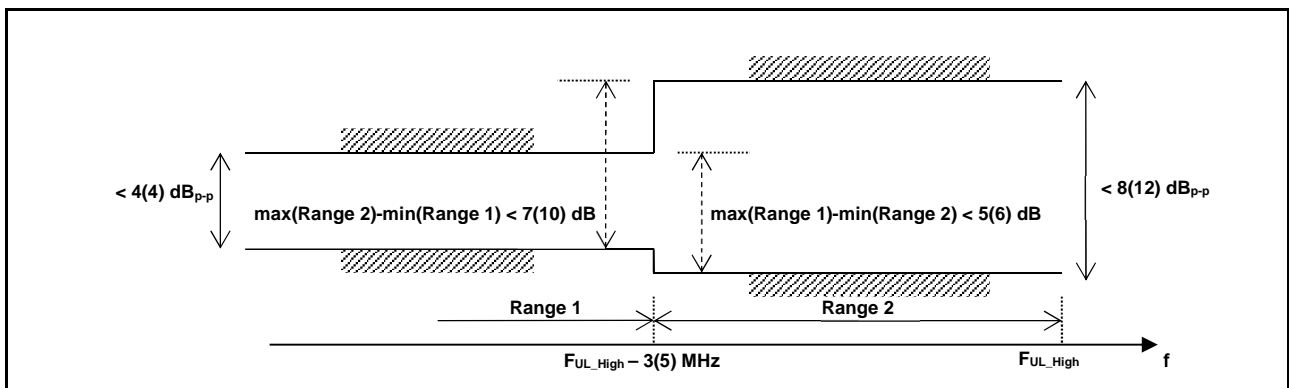 < 4(4) dBp-p
max(Range 2)-min(Range 1) < 7(10) dB
max(Range 1)-min(Range 2) < 5(6) dB
< 8(12) dBp-p
Range 1
Range 2
FUL_High – 3(5) MHz
FUL_High
f